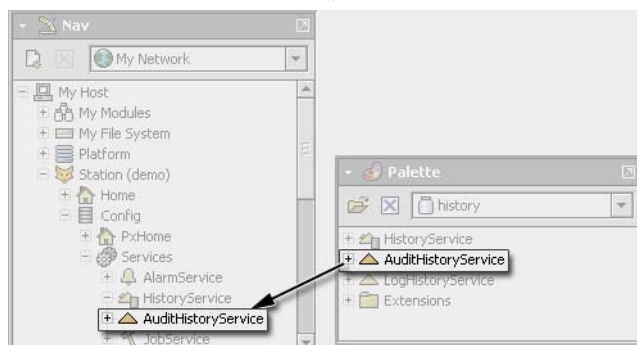 Nav
My Network
My Host
My Modules
My File System
Platform
Station (demo)
Home
Config
PxHome
Services
AlarmService
HistoryService
AuditHistoryService
JobService
Palette
history
HistoryService
AuditHistoryService
LogHistoryService
Extensions